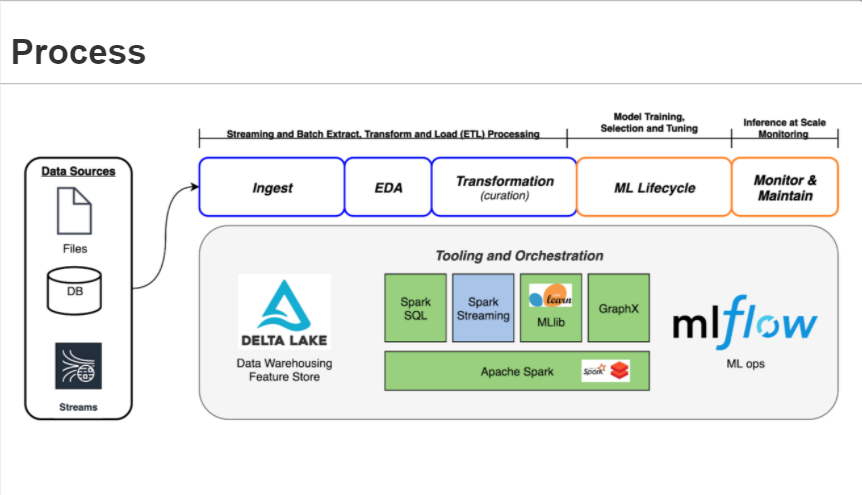 Process
Streaming and Batch Extract, Transform and Load (ETL) Processing
Model Training,
Selection and Tuning
Inference at Scale
Monitoring
Data Sources
Files
DB
Streams
Ingest
EDA
Transformation
(curation)
ML Lifecycle
Monitor &
Maintain
Tooling and Orchestration
DELTA LAKE
Data Warehousing
Feature Store
Spark
SQL
Spark
Streaming
learn
MLlib
GraphX
Apache Spark
Spark
mlflow
ML ops